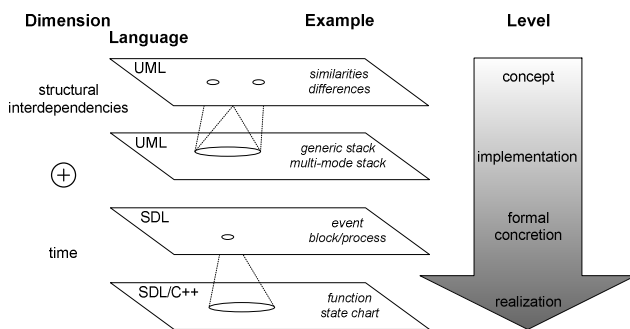 Dimension
Language
Example
Level
UML
similarities
differences
concept
structural
interdependencies
UML
generic stack
multi-mode stack
implementation
+
SDL
event
block/process
formal
concretion
time
SDL/C++
function
state chart
realization